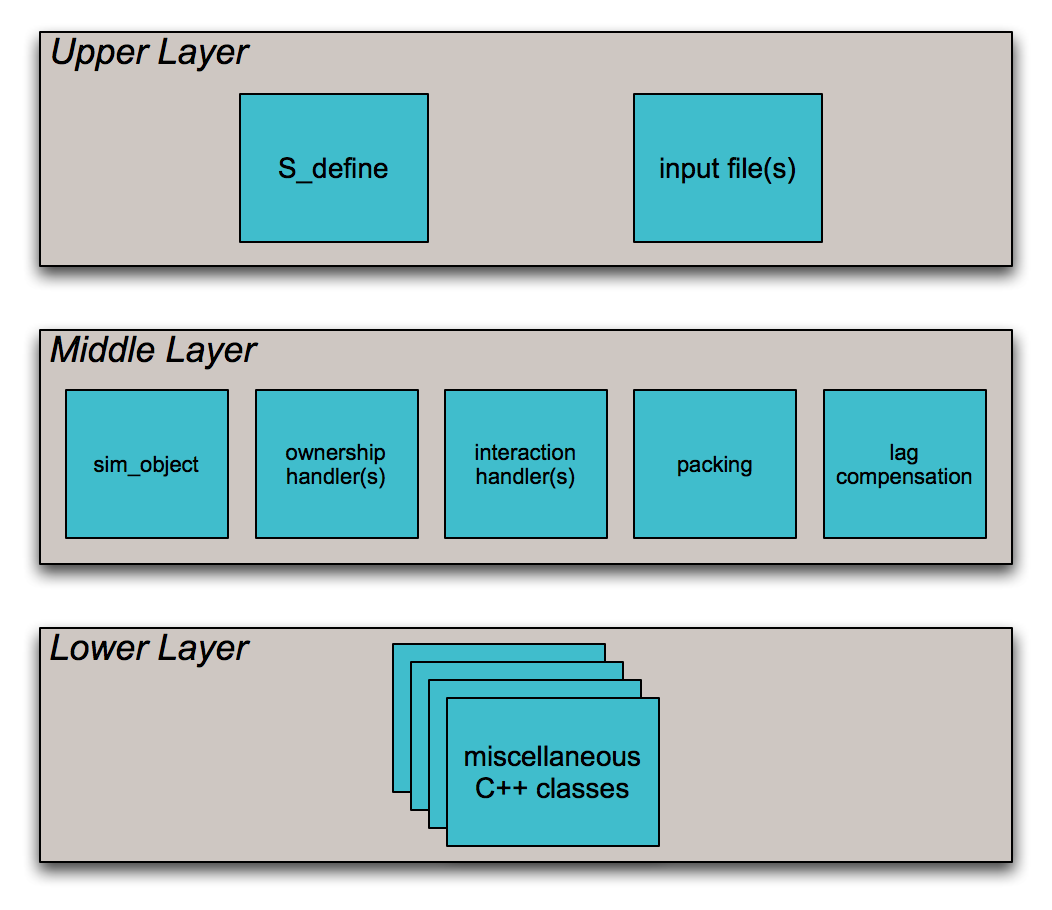 Upper Layer
S_define
input file(s)
Middle Layer
sim_object
ownership
handler(s)
interaction
handler(s)
packing
lag
compensation
Lower Layer
miscellaneous
C++ classes